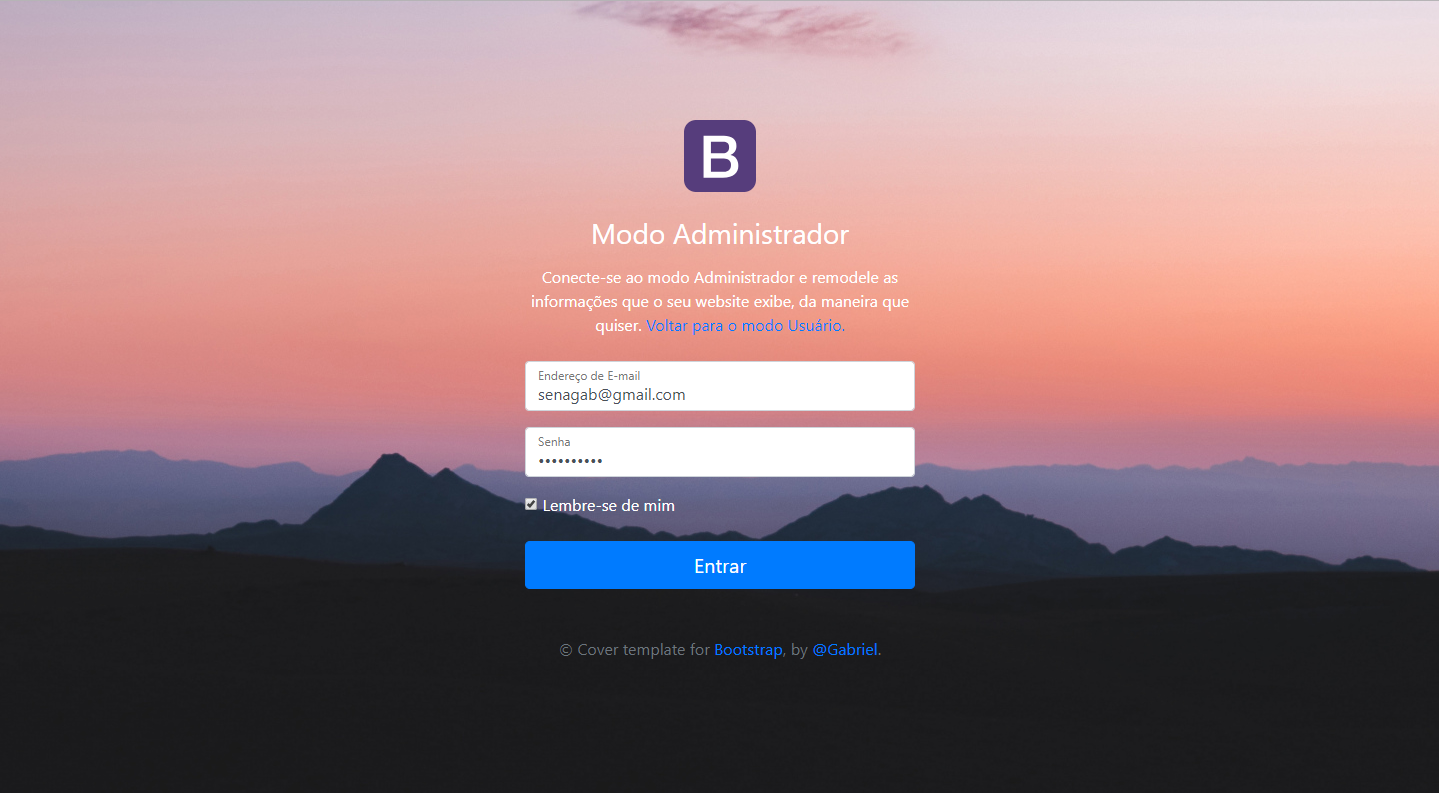 B
Modo Administrador
Conecte-se ao modo Administrador e remodele as
informações que o seu website exibe, da maneira que
quiser. Voltar para o modo Usuário.
Endereço de E-mail
senagab@gmail.com
Senha
••••••••••
Lembre-se de mim
Entrar
© Cover template for Bootstrap, by @Gabriel.